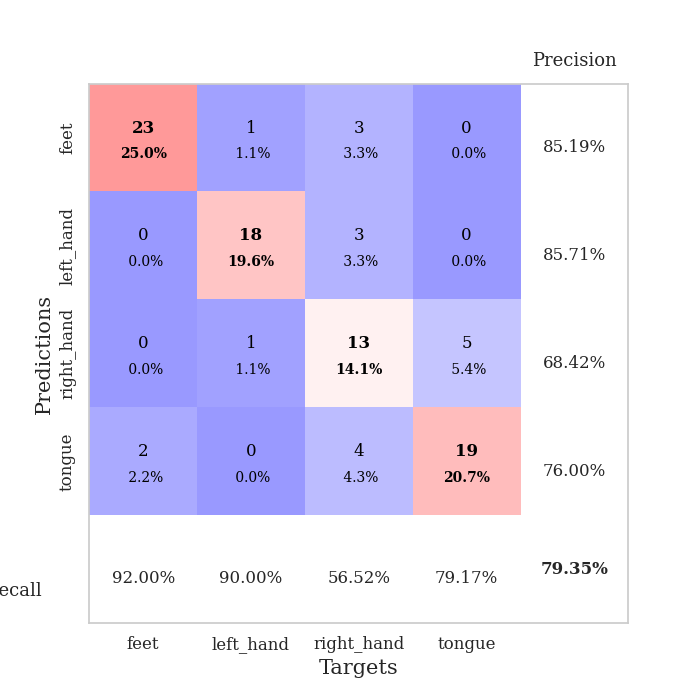 Precision
feet
23 1 3 0
25.0% 1.1% 3.3% 0.0%
85.19%
left_hand
0 18 3 0
0.0% 19.6% 3.3% 0.0%
85.71%
Predictions
right_hand
0 1 13 5
0.0% 1.1% 14.1% 5.4%
68.42%
tongue
2 0 4 19
2.2% 0.0% 4.3% 20.7%
76.00%
ecall
92.00% 90.00% 56.52% 79.17% 79.35%
feet left_hand right_hand tongue
Targets